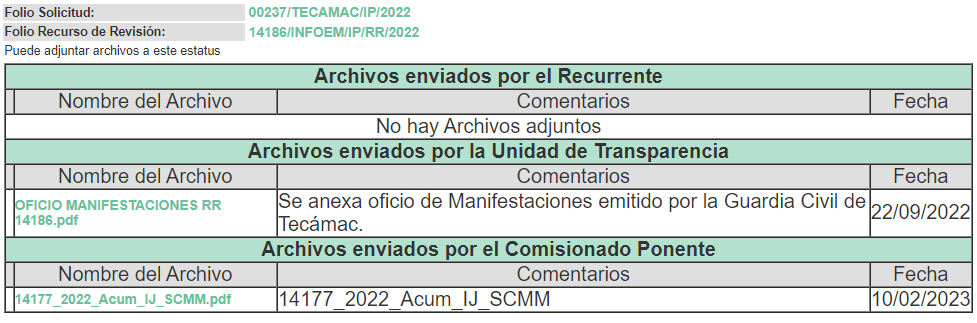 Folio Solicitud: 00237/TECAMAC/IP/2022
Folio Recurso de Revisión: 14186/INFOEM/IP/RR/2022
Puede adjuntar archivos a este estatus
Archivos enviados por el Recurrente
Nombre del Archivo Comentarios Fecha
No hay Archivos adjuntos
Archivos enviados por la Unidad de Transparencia
Nombre del Archivo Comentarios Fecha
OFICIO MANIFESTACIONES RR
14186.pdf
Se anexa oficio de Manifestaciones emitido por la Guardia Civil de
Tecámac.
22/09/2022
Archivos enviados por el Comisionado Ponente
Nombre del Archivo Comentarios Fecha
14177_2022_Acum_IJ_SCMM.pdf 14177_2022_Acum_IJ_SCMM 10/02/2023